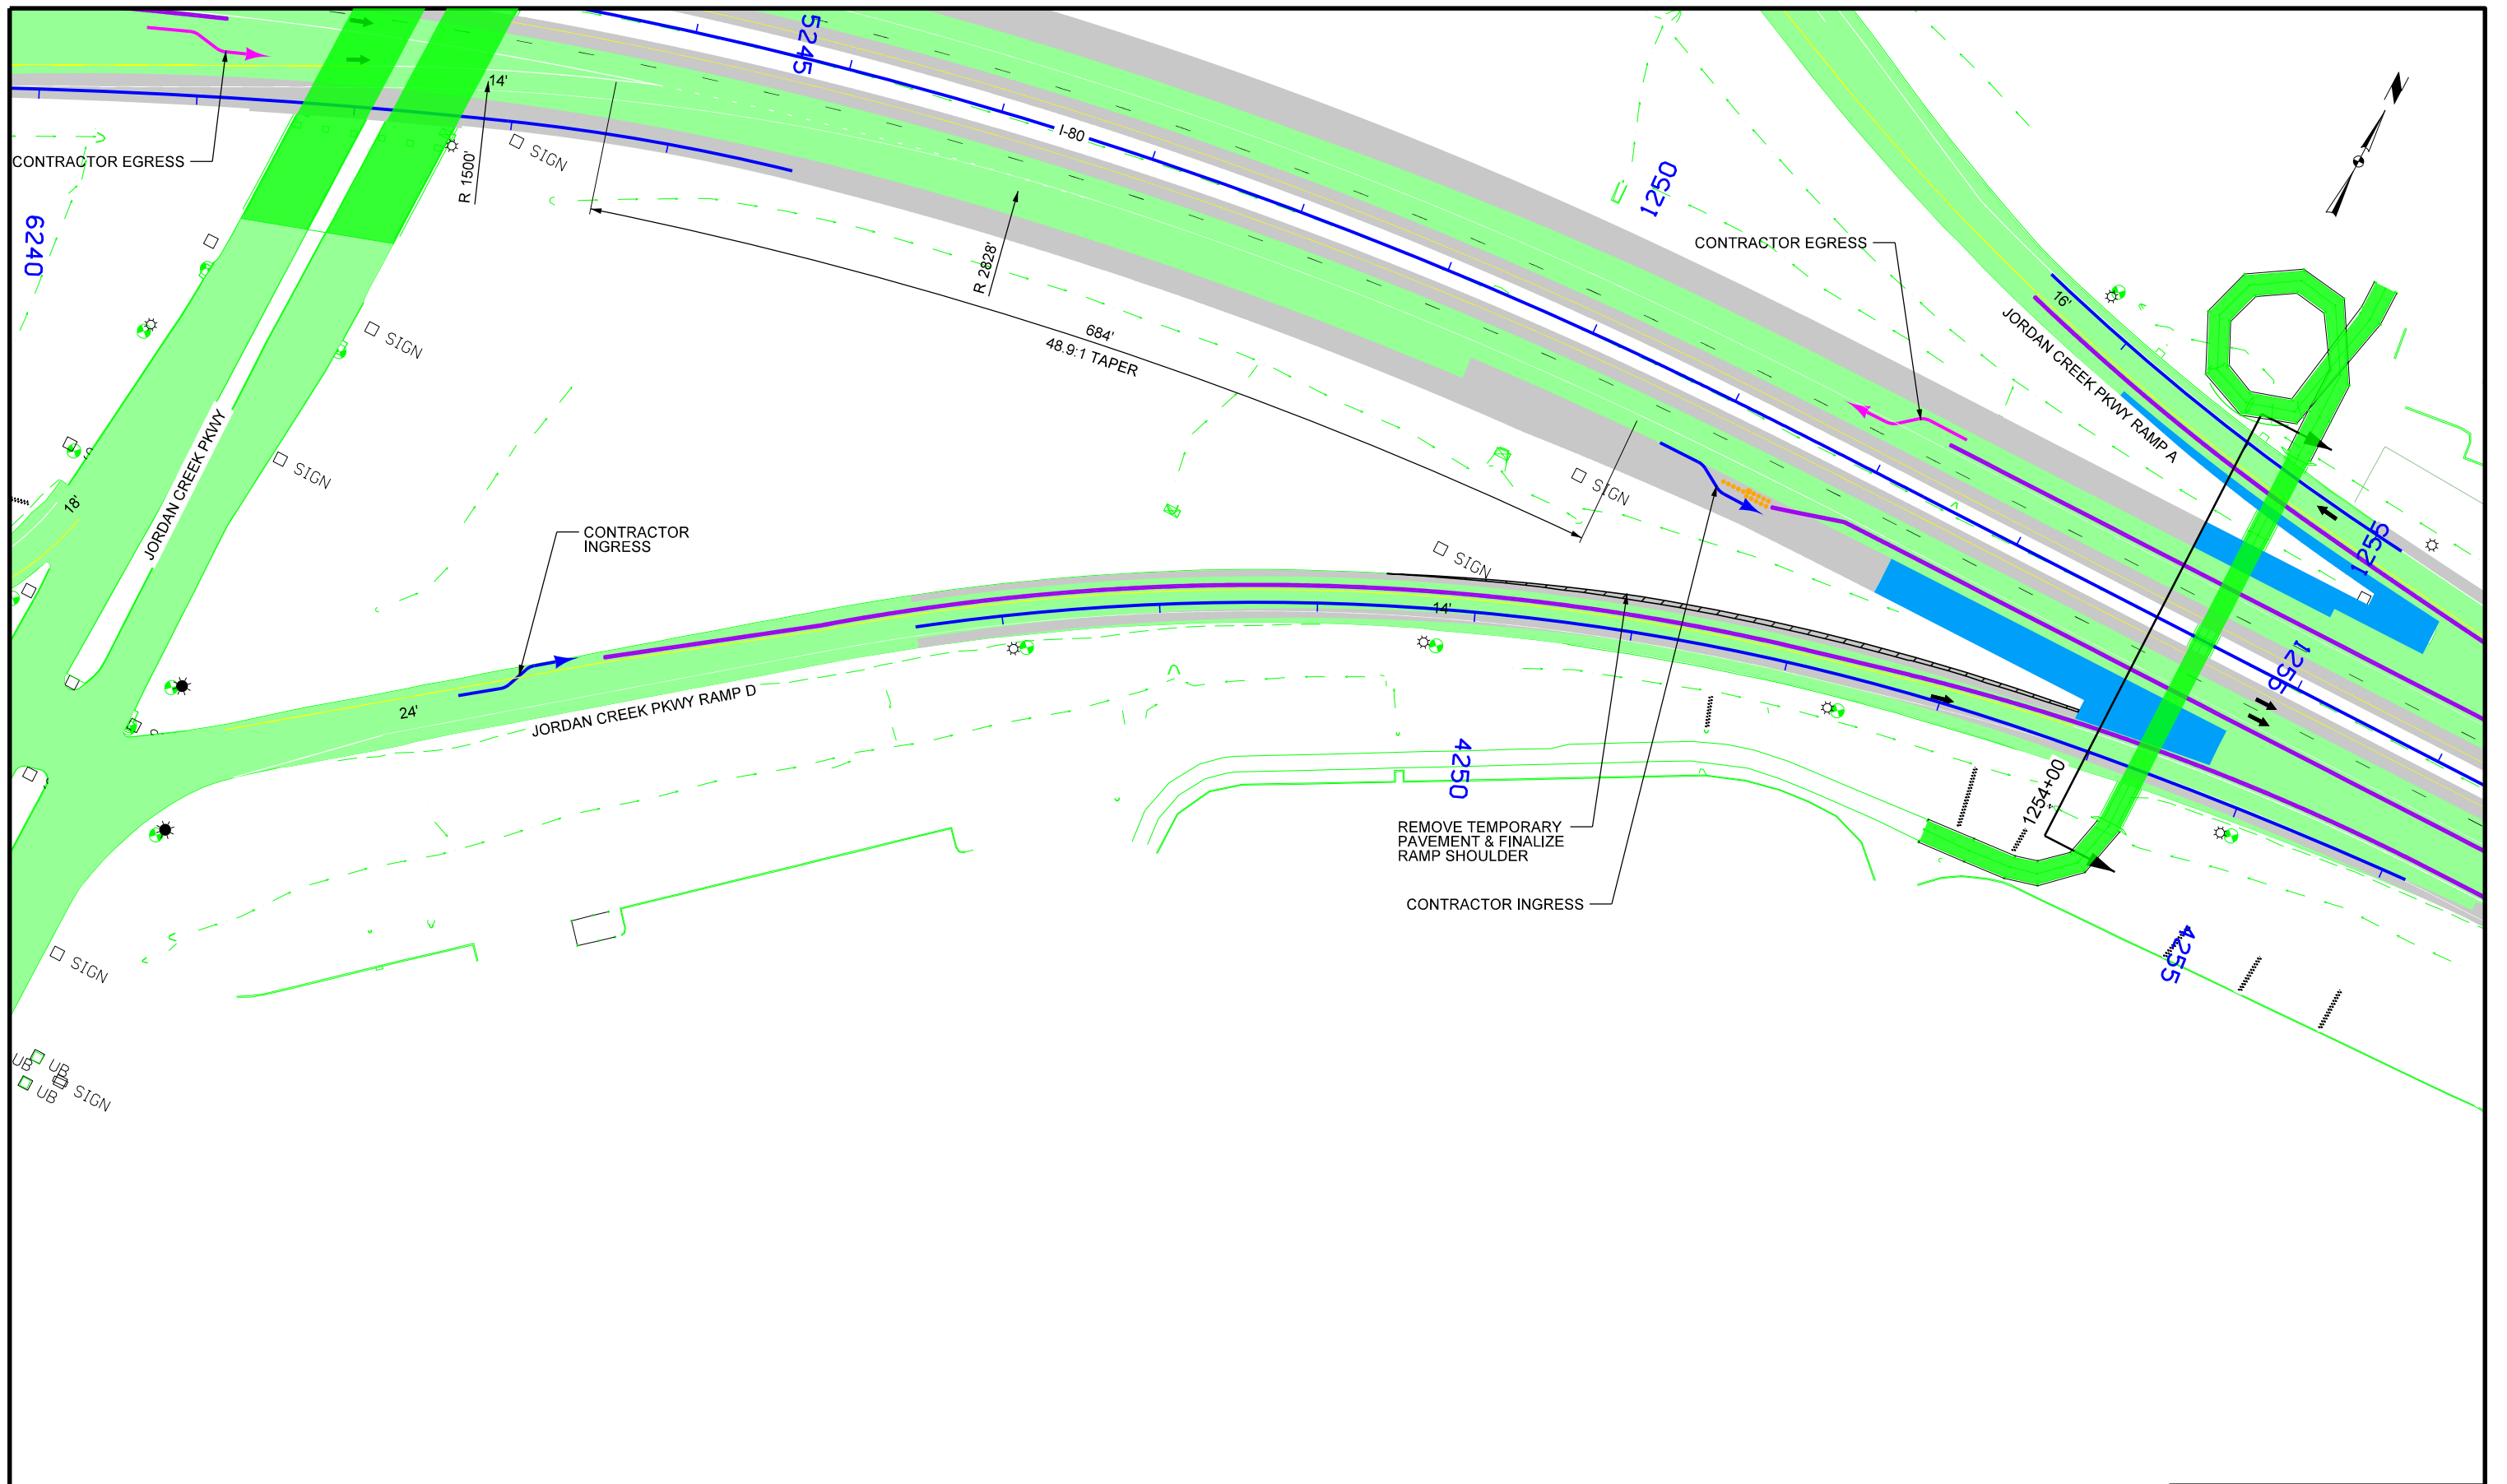 5245
14'
I-80
CONTRACTOR EGRESS
SIGN
R 1500'
1250
6240
CONTRACTOR EGRESS
R 2828'
N
16'
JORDAN CREEK PKWY RAMP A
SIGN
684'
48.9:1 TAPER
JORDAN CREEK PKWY
SIGN
SIGN
18'
CONTRACTOR
INGRESS
SIGN
1255
14'
1256
24'
JORDAN CREEK PKWY RAMP D
4250
1254+00
REMOVE TEMPORARY
PAVEMENT & FINALIZE
RAMP SHOULDER
CONTRACTOR INGRESS
4255
SIGN
UB
UB
UB
SIGN